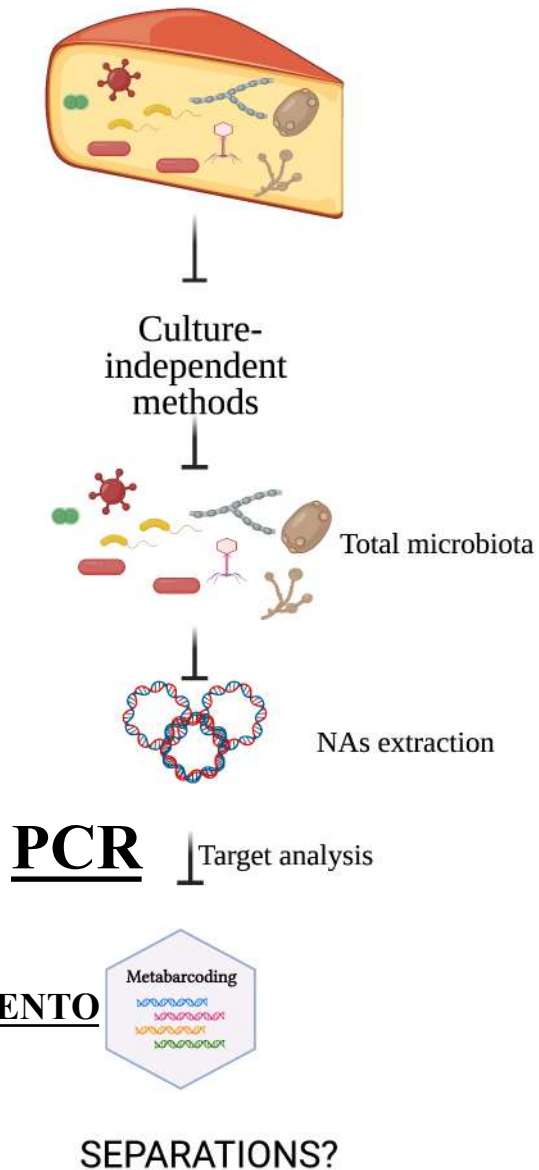 Culture-
independent
methods
Total microbiota
NAs extraction
PCR
Target analysis
ENTO
Metabarcoding
SEPARATIONS?